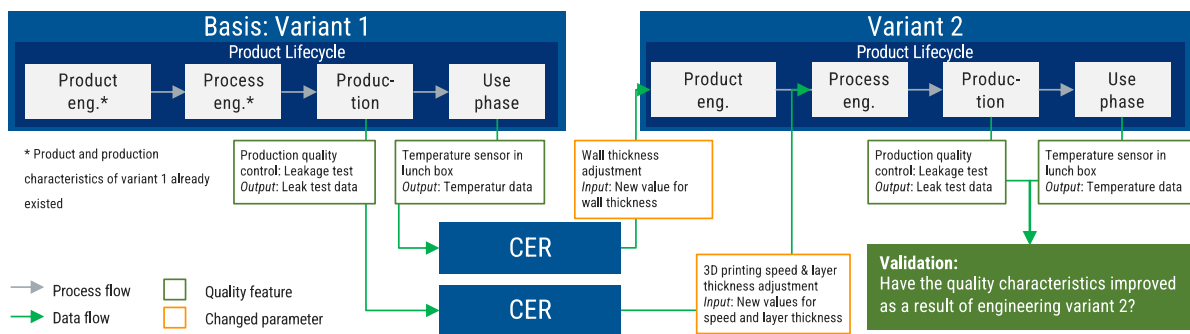 Basis: Variant 1
Product Lifecycle
Product
eng.*
Process
eng.*
Produc-
tion
Use
phase
Variant 2
Product Lifecycle
Product
eng.
Process
eng.
Produc-
tion
Use
phase
* Product and production
characteristics of variant 1 already
existed
Production quality
control: Leakage test
Output: Leak test data
Temperature sensor in
lunch box
Output: Temperatur data
Wall thickness
adjustment
Input: New value for
wall thickness
Production quality
control: Leakage test
Output: Leak test data
Temperature sensor in
lunch box
Output: Temperature data
CER
CER
3D printing speed & layer
thickness adjustment
Input: New values for
speed and layer thickness
Validation:
Have the quality characteristics improved
as a result of engineering variant 2?
Process flow
Data flow
Quality feature
Changed parameter